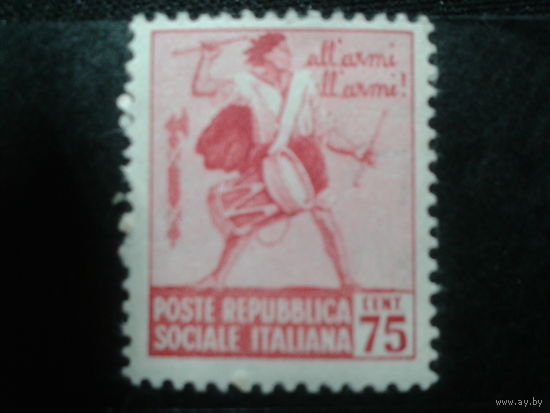 all'armi
all'armi!
POSTE REPUBBLICA
SOCIALE ITALIANA
CENT.
75
www.ay.by